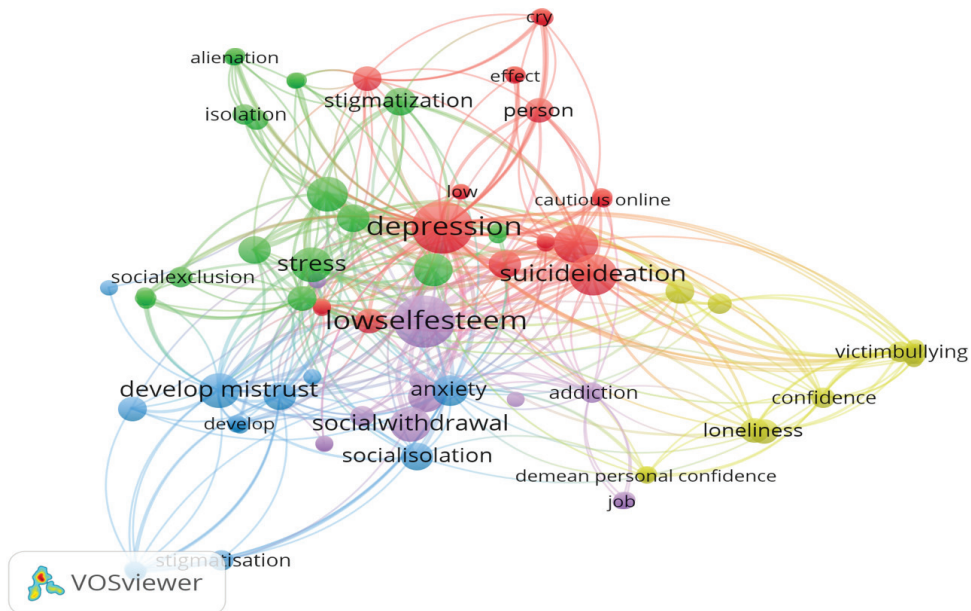 cry
alienation
effect
stigmatization
person
isolation
low
cautious online
depression
stress
suicideideation
socialexclusion
lowselfesteem
victimbullying
develop mistrust
anxiety
addiction
confidence
develop
socialwithdrawal
loneliness
socialisolation
demean personal confidence
job
stigmatisation
VOSviewer